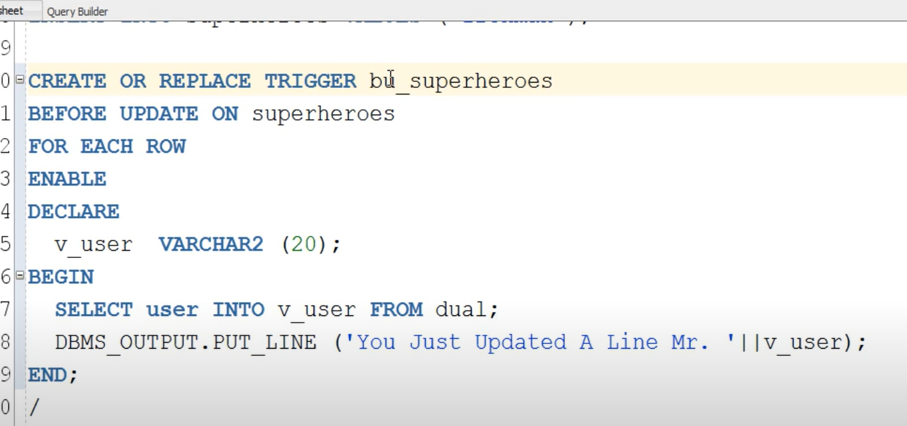 sheet Query Builder
9
0 CREATE OR REPLACE TRIGGER bu_superheroes
1 BEFORE UPDATE ON superheroes
2 FOR EACH ROW
3 ENABLE
4 DECLARE
5 v_user VARCHAR2 (20);
6 BEGIN
7 SELECT user INTO v_user FROM dual;
8 DBMS_OUTPUT.PUT_LINE ('You Just Updated A Line Mr. '||v_user);
9 END;
0 /